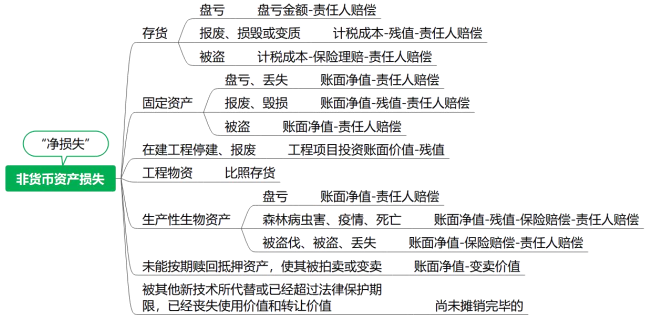 “净损失”
非货币资产损失
存货
盘亏 盘亏金额-责任人赔偿
报废、损毁或变质 计税成本-残值-责任人赔偿
被盗 计税成本-保险理赔-责任人赔偿
固定资产
盘亏、丢失 账面净值-责任人赔偿
报废、毁损 账面净值-残值-责任人赔偿
被盗 账面净值-责任人赔偿
在建工程停建、报废 工程项目投资账面价值-残值
工程物资 比照存货
生产性生物资产
盘亏 账面净值-责任人赔偿
森林病虫害、疫情、死亡 账面净值-残值-保险赔偿-责任人赔偿
被盗伐、被盗、丢失 账面净值-保险赔偿-责任人赔偿
未能按期赎回抵押资产，使其被拍卖或变卖 账面净值-变卖价值
被其他新技术所代替或已经超过法律保护期
限，已经丧失使用价值和转让价值 尚未摊销完毕的